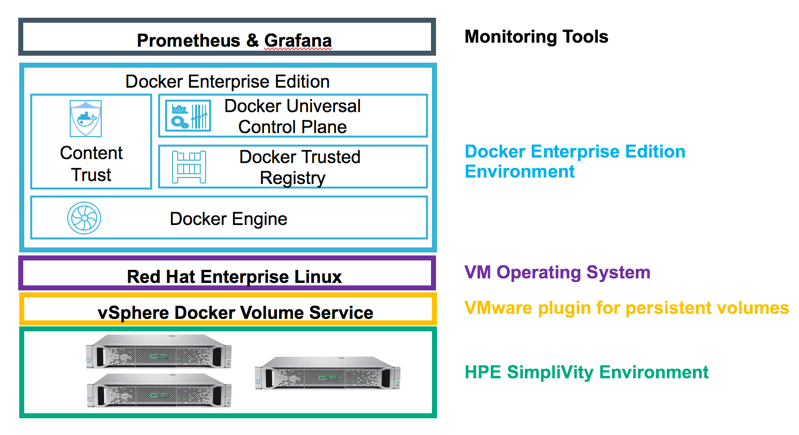 Prometheus & Grafana
Monitoring Tools
Docker Enterprise Edition
Content
Trust
Docker Universal
Control Plane
Docker Trusted
Registry
Docker Engine
Docker Enterprise Edition
Environment
Red Hat Enterprise Linux
VM Operating System
vSphere Docker Volume Service
VMware plugin for persistent volumes
HPE SimpliVity Environment